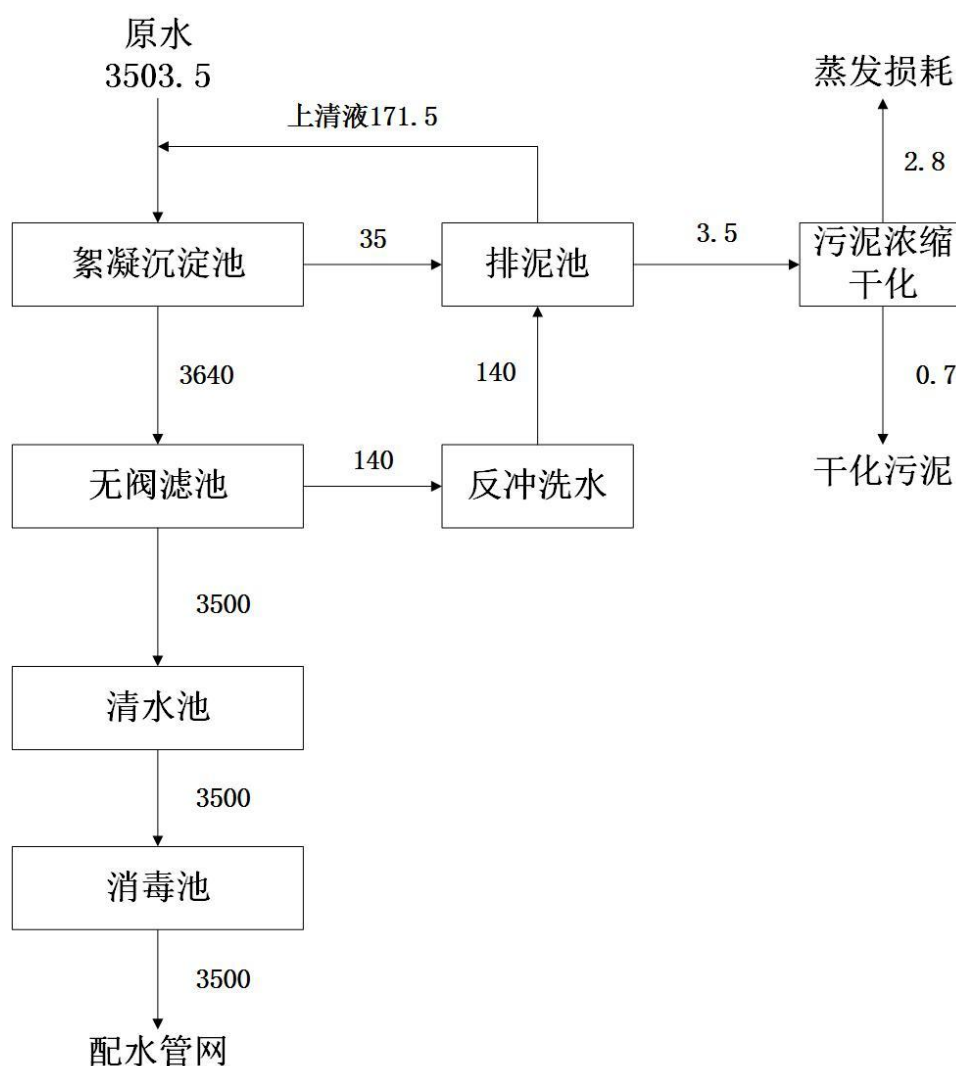 原水
3503.5
蒸发损耗
上清液171.5
2.8
絮凝沉淀池
35
排泥池
3.5
污泥浓缩
干化
3640
140
0.7
无阀滤池
140
反冲洗水
干化污泥
3500
清水池
3500
消毒池
3500
配水管网